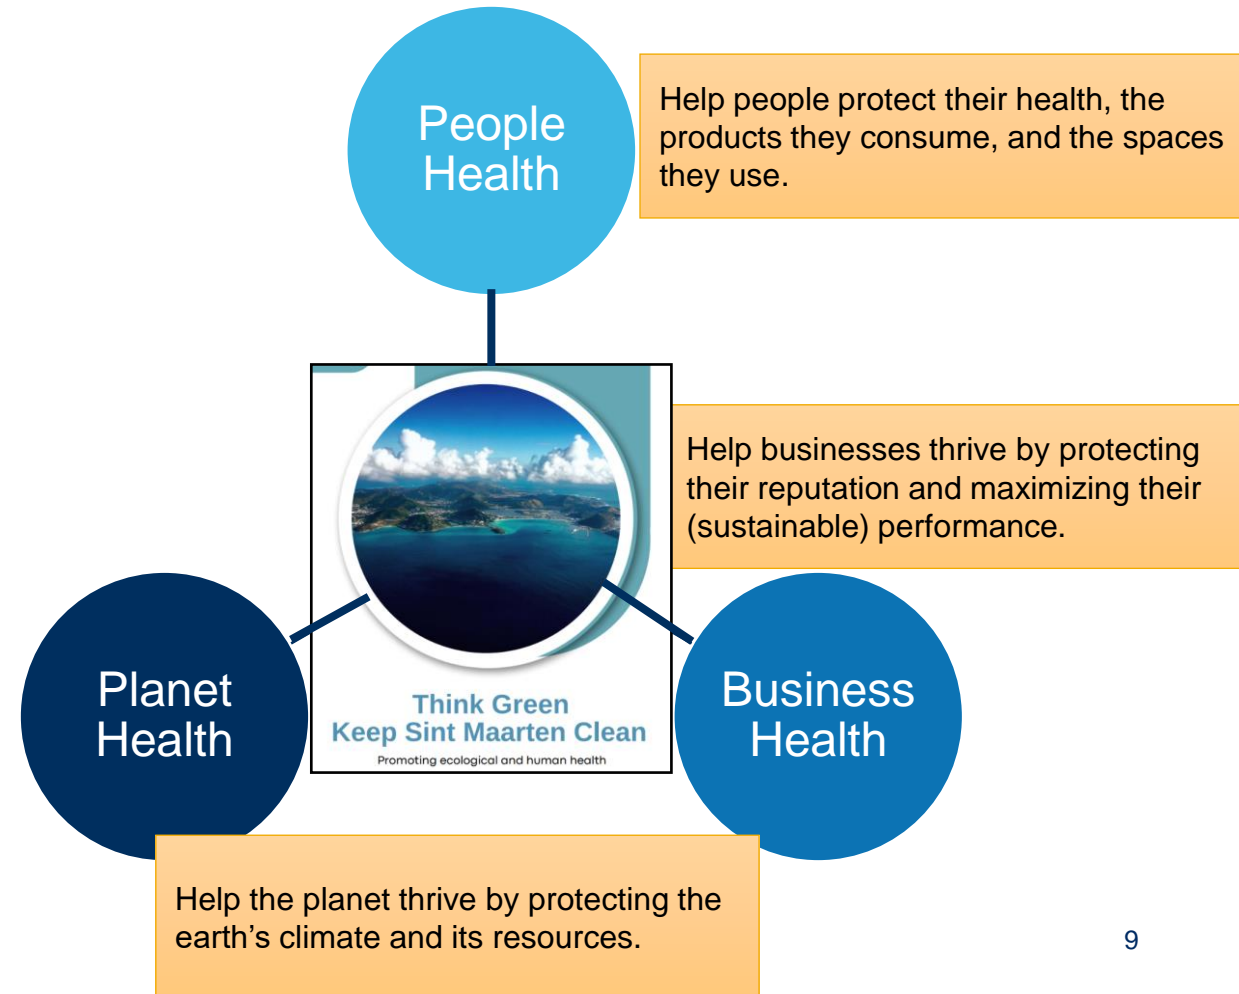 People
Health
Help people protect their health, the
products they consume, and the spaces
they use.
Help businesses thrive by protecting
their reputation and maximizing their
(sustainable) performance.
Planet
Health
Think Green
Keep Sint Maarten Clean
Promoting ecological and human health
Business
Health
Help the planet thrive by protecting the
earth’s climate and its resources.
9